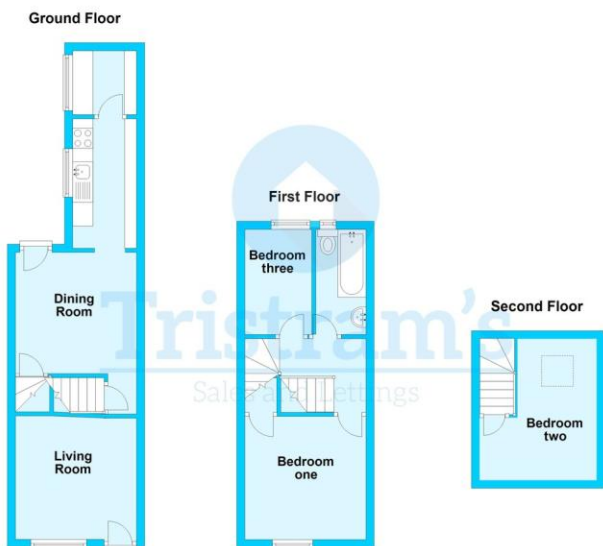 Ground Floor
Dining
Room
Living
Room
First Floor
Bedroom
three
Bedroom
one
Second Floor
Bedroom
two
Tristram's
Sales and Lettings